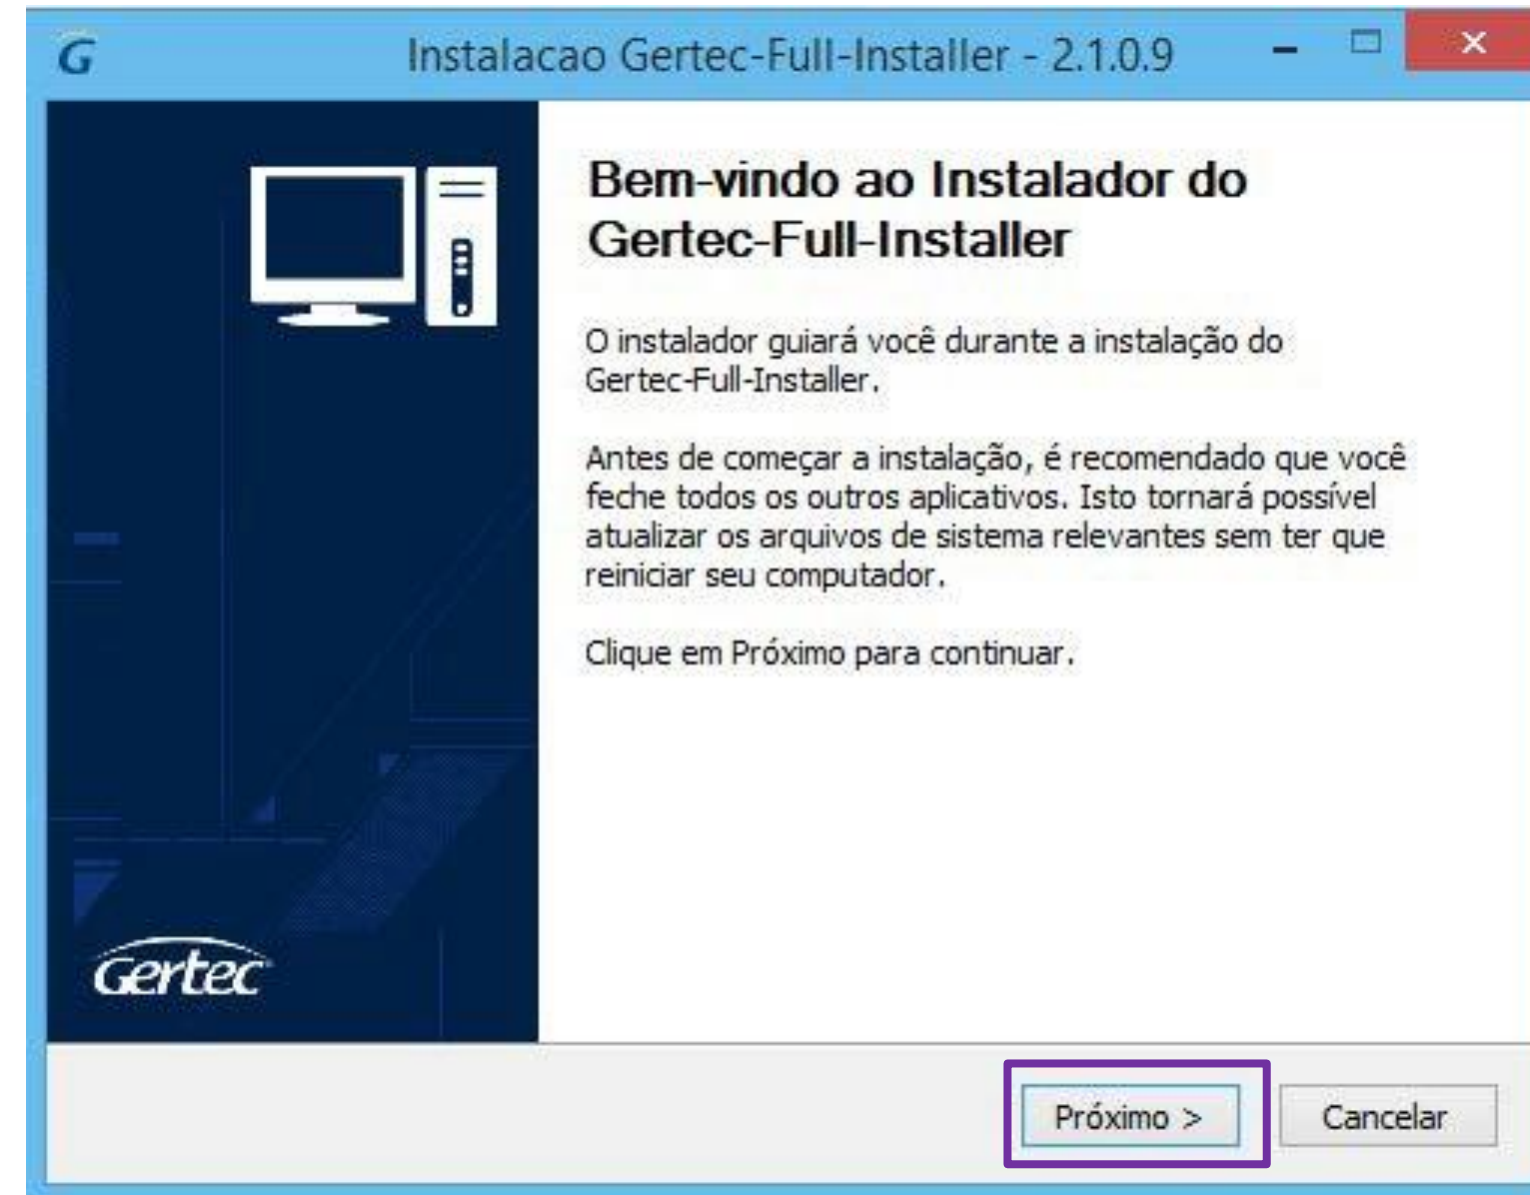 G
Instalacao Gertec-Full-Installer - 2.1.0.9
Bem-vindo ao Instalador do
Gertec-Full-Installer
O instalador guiará você durante a instalação do
Gertec-Full-Installer.
Antes de começar a instalação, é recomendado que você
feche todos os outros aplicativos. Isto tornará possível
atualizar os arquivos de sistema relevantes sem ter que
reiniciar seu computador.
Clique em Próximo para continuar.
Gertec
Próximo >
Cancelar